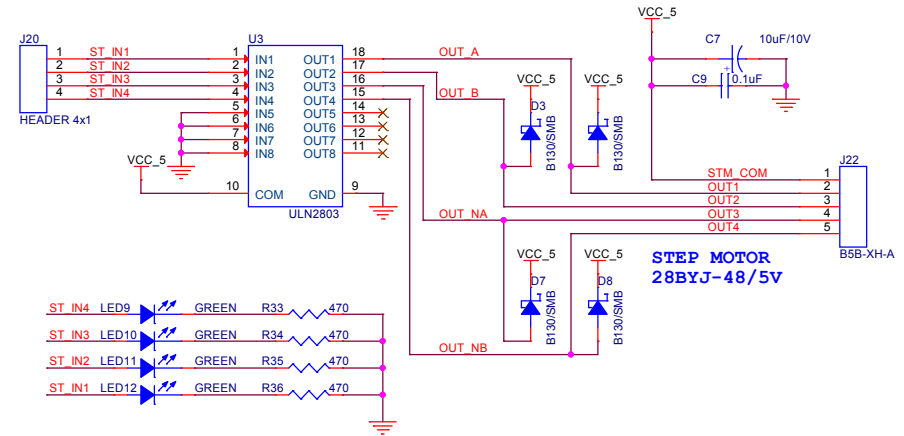 VCC_5
J20
1 ST_IN1
2 ST_IN2
3 ST_IN3
4 ST_IN4
HEADER 4x1
U3
1 IN1 OUT1 18 OUT_A
2 IN2 OUT2 17 OUT_B
3 IN3 OUT3 16
4 IN4 OUT4 15
5 IN5 OUT5 14
6 IN6 OUT6 13
7 IN7 OUT7 12
8 IN8 OUT8 11
VCC_5
10 COM GND 9
ULN2803
C7 10uF/10V
+
C9 0.1uF
VCC_5 VCC_5
D3
B130/SMB B130/SMB
J22
STM_COM 1
OUT1 2
OUT2 3
OUT3 4
OUT4 5
B5B-XH-A
OUT_NA
STEP MOTOR
28BYJ-48/5V
VCC_5 VCC_5
D7 D8
B130/SMB B130/SMB
OUT_NB
ST_IN4 LED9 GREEN R33 470
ST_IN3 LED10 GREEN R34 470
ST_IN2 LED11 GREEN R35 470
ST_IN1 LED12 GREEN R36 470